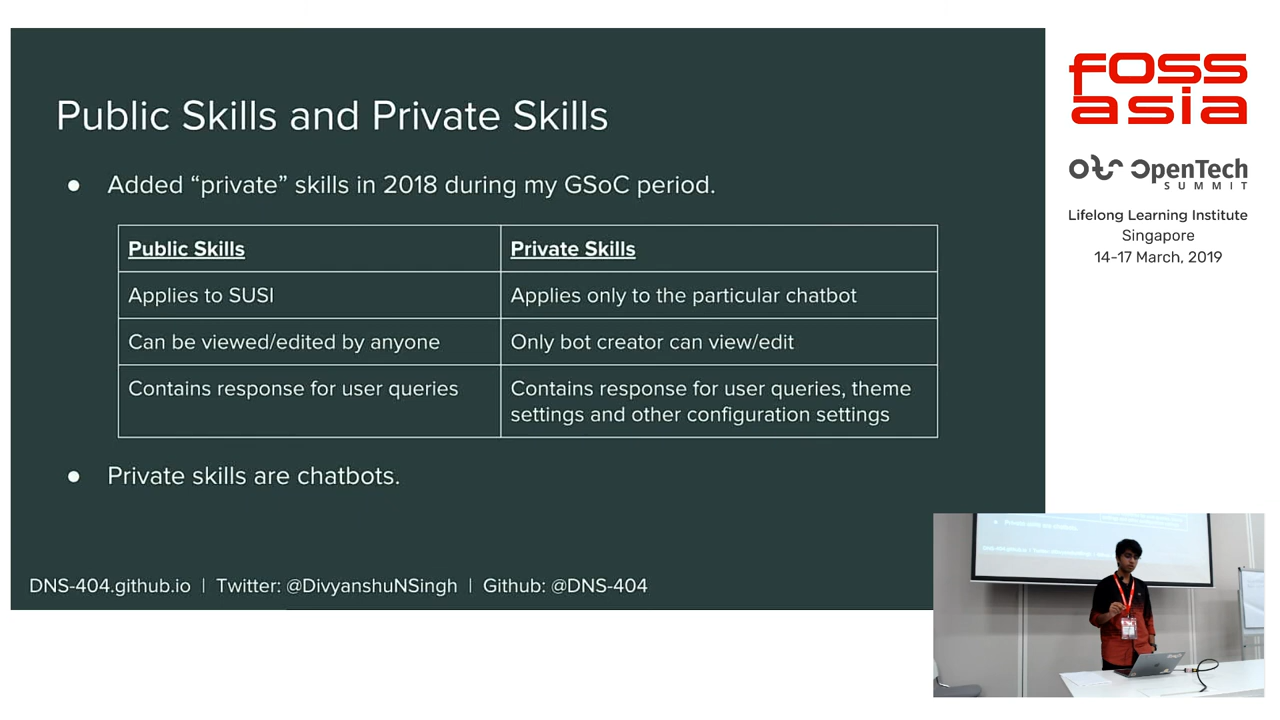 Public Skills and Private Skills
● Added “private” skills in 2018 during my GSoC period.
Public Skills
Private Skills
Applies to SUSI
Applies only to the particular chatbot
Can be viewed/edited by anyone
Only bot creator can view/edit
Contains response for user queries
Contains response for user queries, theme
settings and other configuration settings
● Private skills are chatbots.
DNS-404.github.io | Twitter: @DivyanshuNSingh | Github: @DNS-404
fOSS
asia
OpenTech
SUMMIT
Lifelong Learning Institute
Singapore
14-17 March, 2019
Private skills are chatbots.